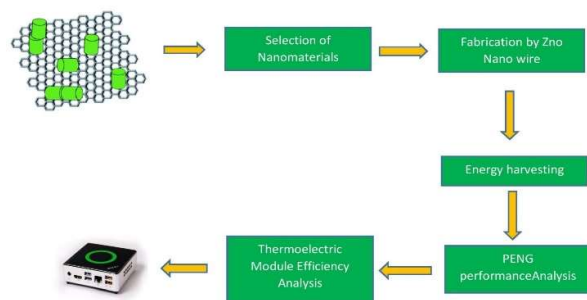 Selection of
Nanomaterials
Fabrication by Zno
Nano wire
Energy harvesting
PENG
performanceAnalysis
Thermoelectric
Module Efficiency
Analysis